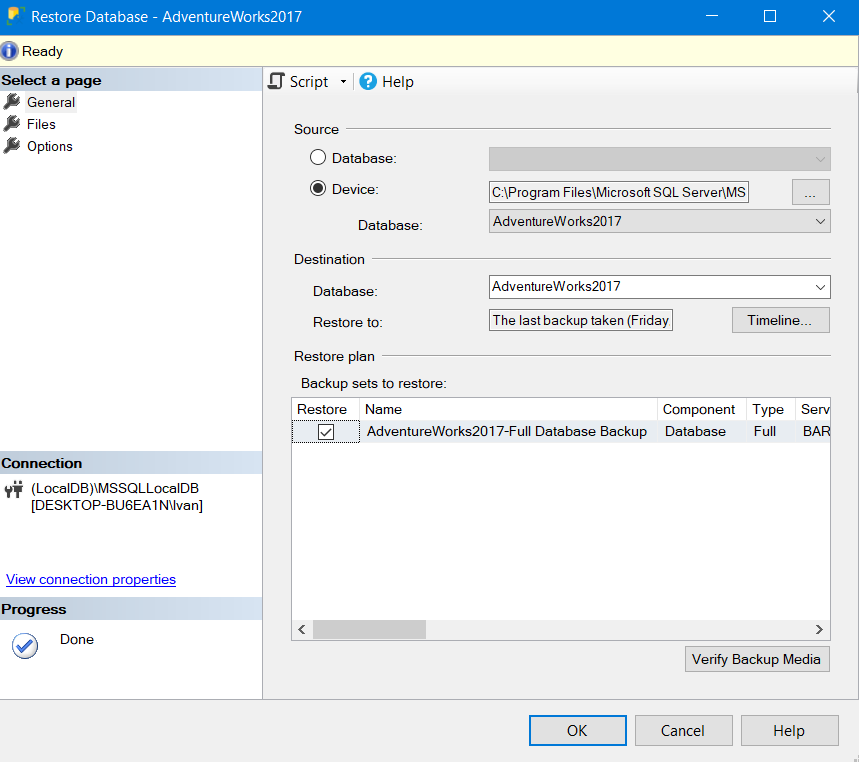 Restore Database - AdventureWorks2017
Ready
Select a page
General
Files
Options
Connection
(LocalDB)\MSSQLLocalDB
[DESKTOP-BU6EA1N\Ivan]
View connection properties
Progress
Done
Script
Help
Source
Database:
Device:
C:\Program Files\Microsoft SQL Server\MS
...
Database:
AdventureWorks2017
Destination
Database:
AdventureWorks2017
Restore to:
The last backup taken (Friday,
Timeline...
Restore plan
Backup sets to restore:
Restore Name Component Type Serv
AdventureWorks2017-Full Database Backup Database Full BAR
Verify Backup Media
OK
Cancel
Help